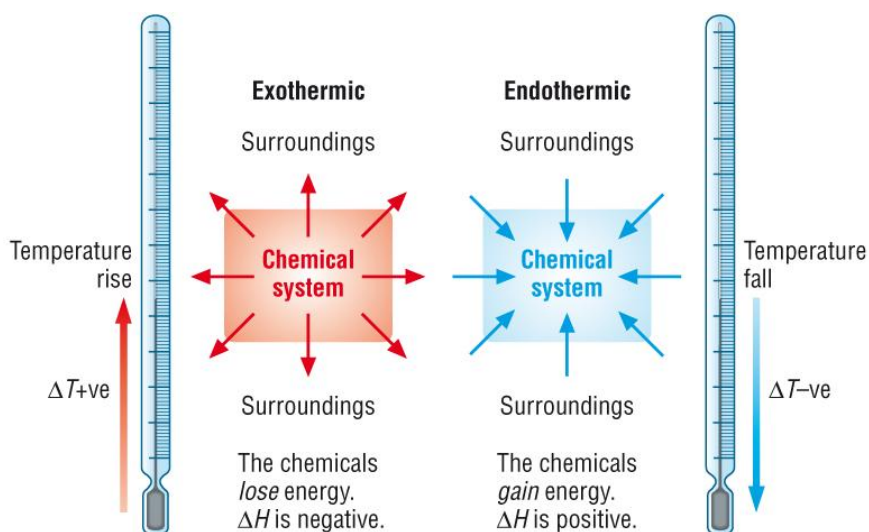 Exothermic
Surroundings
Chemical
system
Surroundings
The chemicals
lose energy.
ΔH is negative.
Temperature
rise
ΔT+ve
Endothermic
Surroundings
Chemical
system
Surroundings
The chemicals
gain energy.
ΔH is positive.
Temperature
fall
ΔT–ve